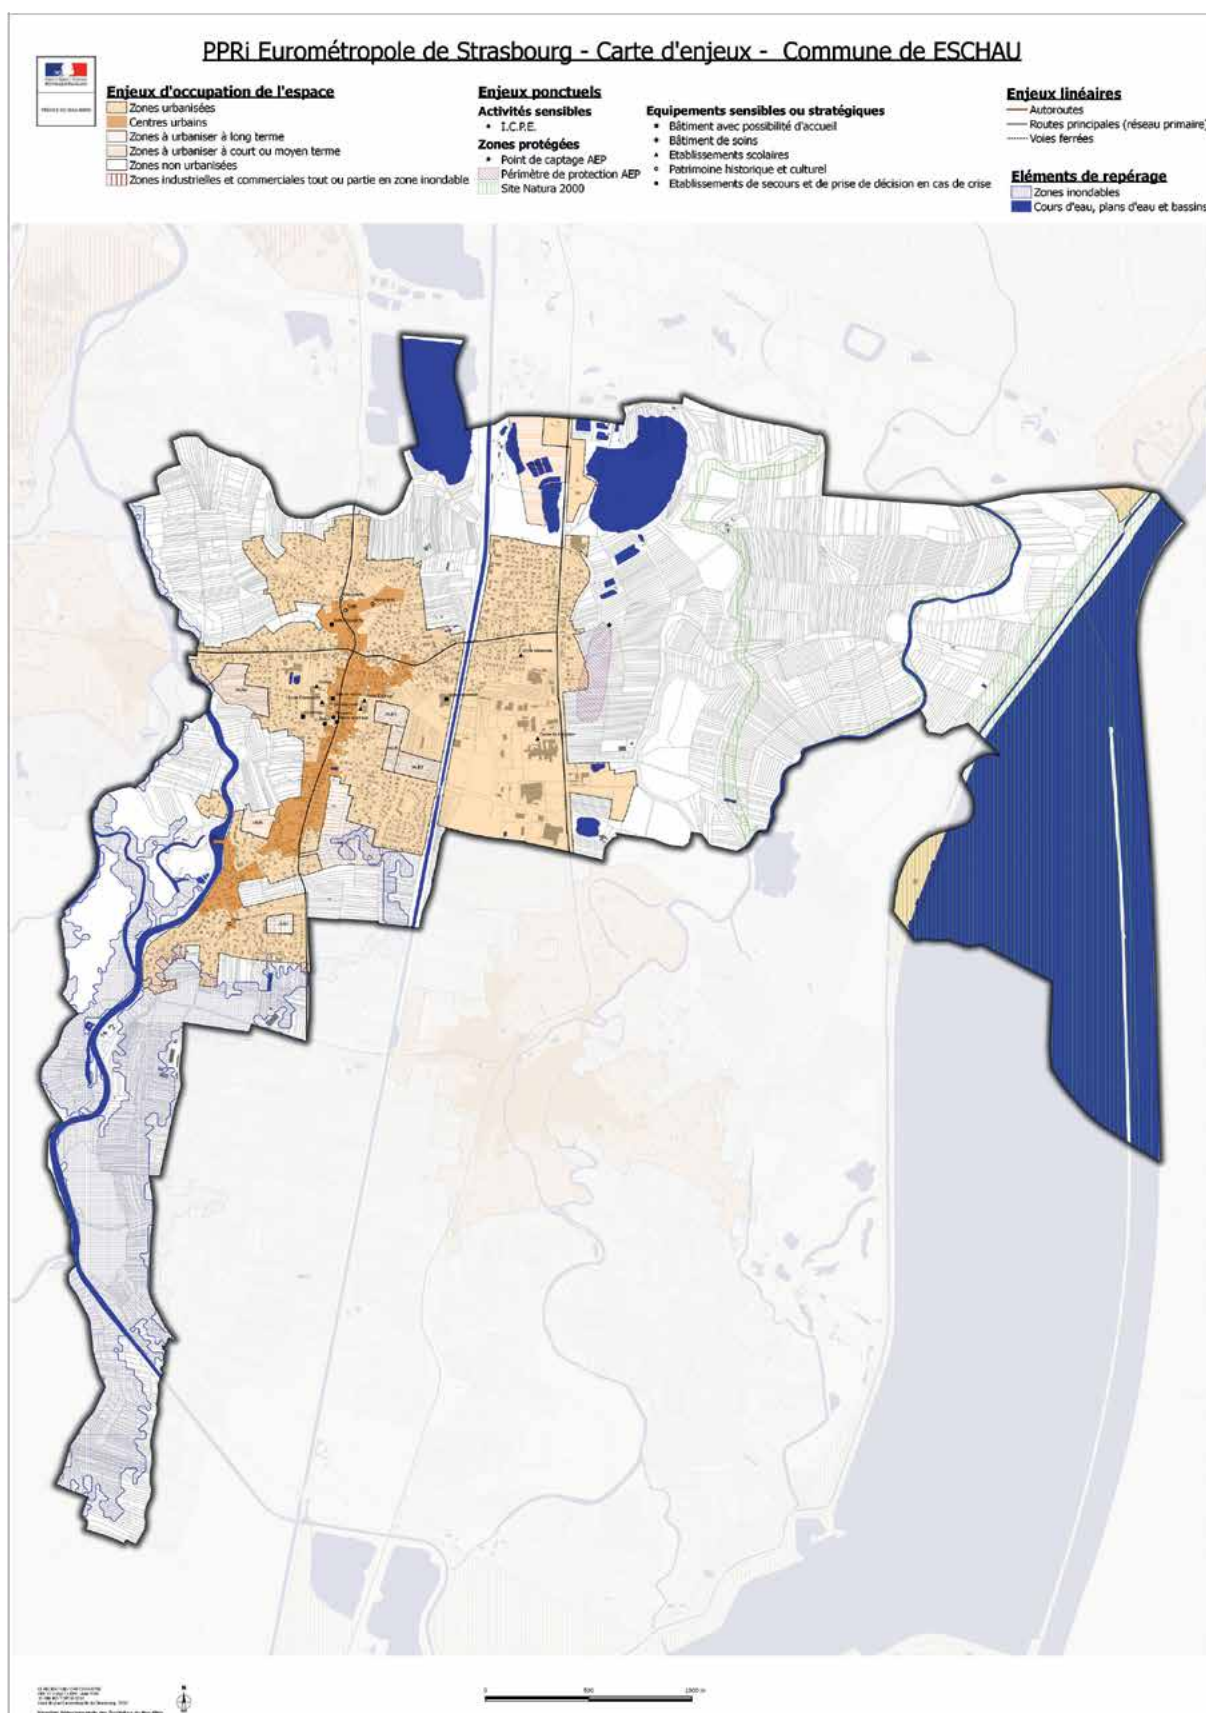 PPRi Eurométropole de Strasbourg - Carte d'enjeux - Commune de ESCHAU
Enjeux d'occupation de l'espace
Zones urbanisées
Centres urbains
Zones à urbaniser à long terme
Zones à urbaniser à court ou moyen terme
Zones non urbanisées
Zones industrielles et commerciales tout ou partie en zone inondable
Enjeux ponctuels
Activités sensibles
I.C.P.E.
Zones protégées
Point de captage AEP
Périmètre de protection AEP
Site Natura 2000
Equipements sensibles ou stratégiques
Bâtiment avec possibilité d'accueil
Bâtiment de soins
Etablissements scolaires
Patrimoine historique et culturel
Etablissements de secours et de prise de décision en cas de crise
Enjeux linéaires
Autoroutes
Routes principales (réseau primaire)
Voies ferrées
Eléments de repérage
Zones inondables
Cours d'eau, plans d'eau et bassins
N
0 500 1000 m